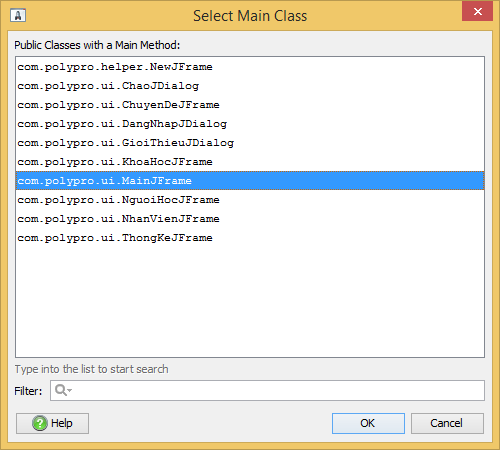 Select Main Class
Public Classes with a Main Method:
com.polypro.helper.NewJFrame
com.polypro.ui.ChaoJDialog
com.polypro.ui.ChuyenDeJFrame
com.polypro.ui.DangNhapJDialog
com.polypro.ui.GioiThieuJDialog
com.polypro.ui.KhoaHocJFrame
com.polypro.ui.MainJFrame
com.polypro.ui.NguoiHocJFrame
com.polypro.ui.NhanVienJFrame
com.polypro.ui.ThongKeJFrame
Type into the list to start search
Filter:
Help
OK
Cancel